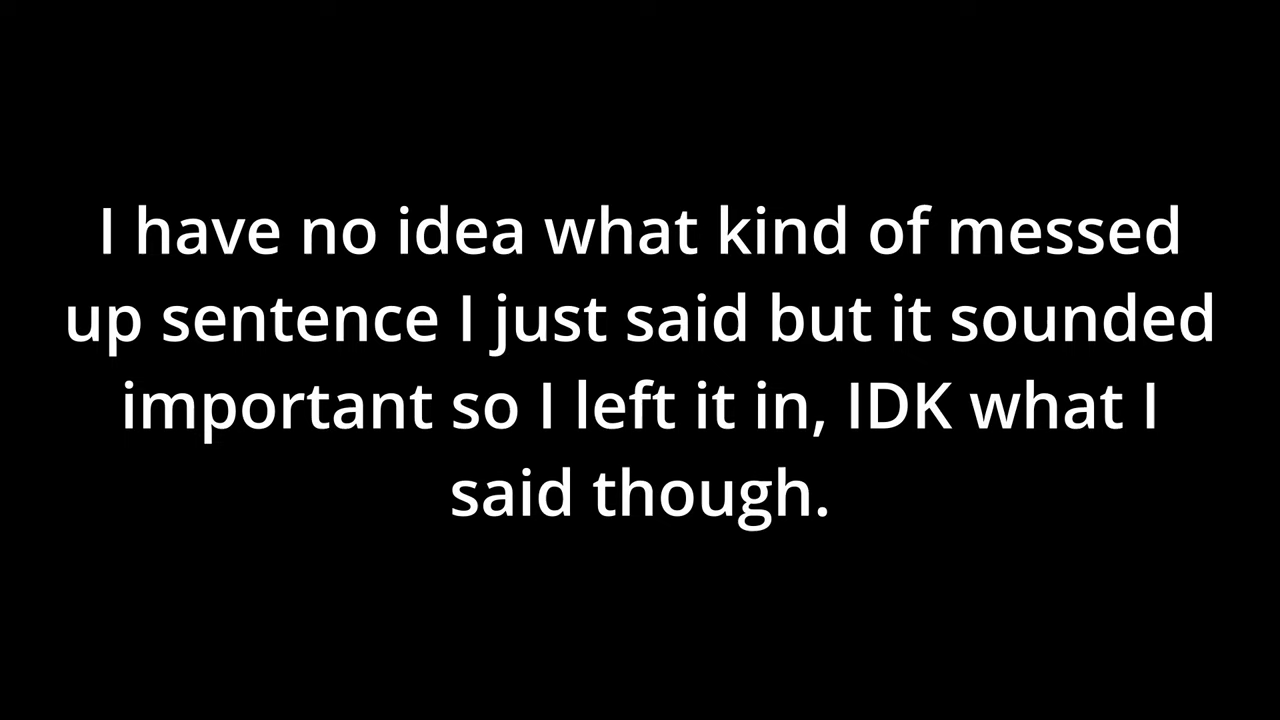 I have no idea what kind of messed
up sentence I just said but it sounded
important so I left it in, IDK what I
said though.